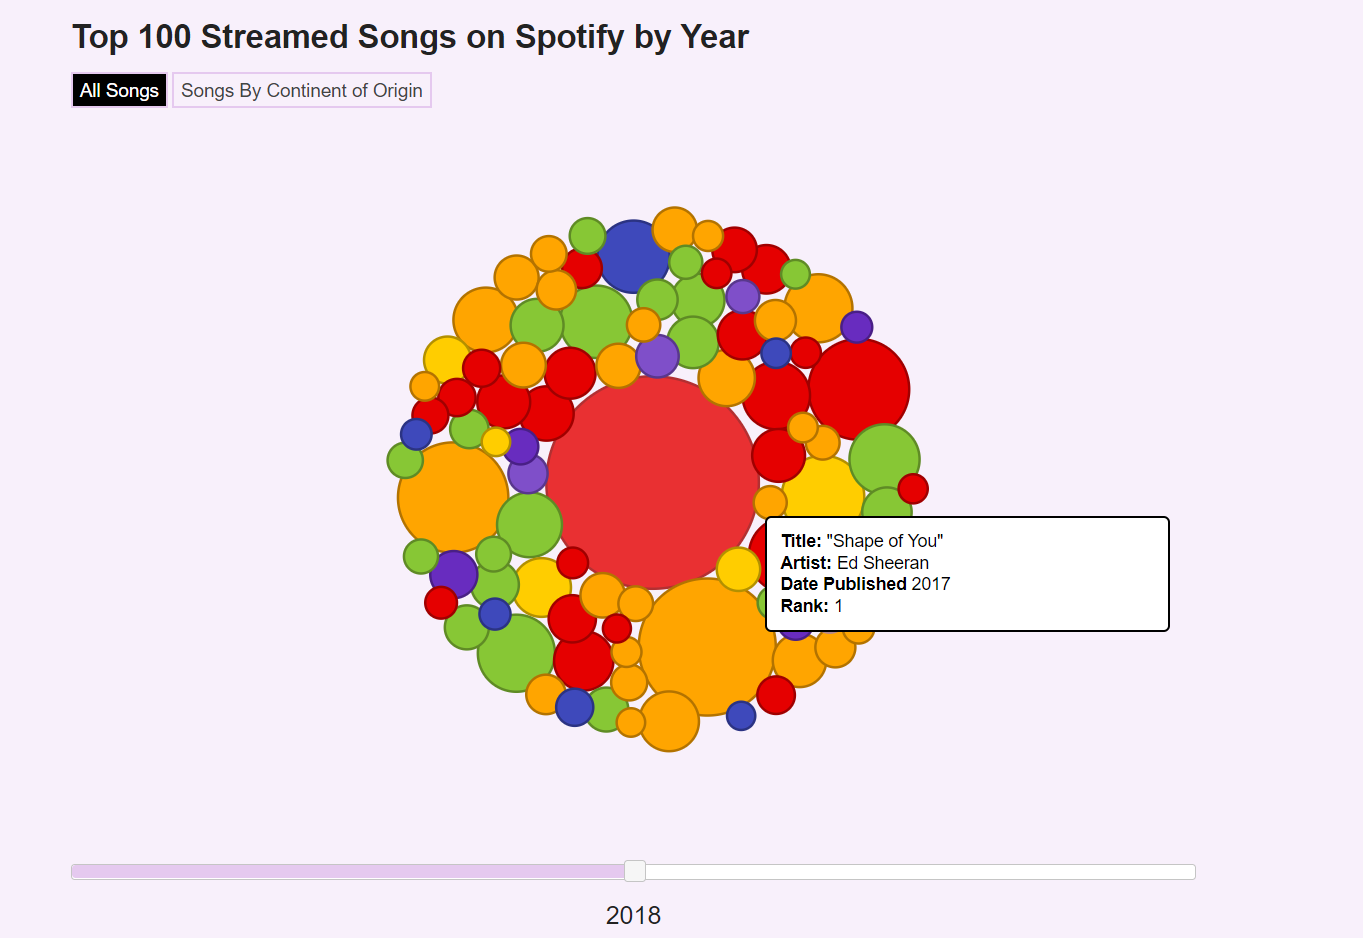 Top 100 Streamed Songs on Spotify by Year
All Songs
Songs By Continent of Origin
Title: "Shape of You"
Artist: Ed Sheeran
Date Published 2017
Rank: 1
2018